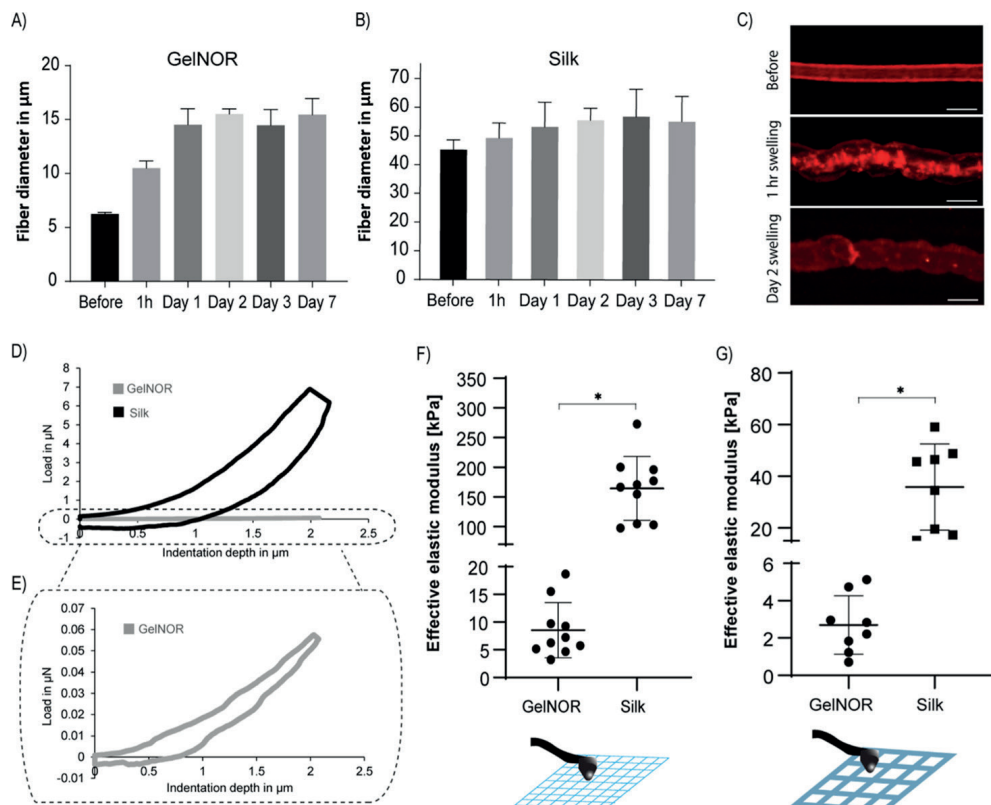 A)
GelNOR
Fiber diameter in µm
20
15
10
5
0
Before 1h Day 1 Day 2 Day 3 Day 7
B)
Silk
Fiber diameter in µm
70
60
50
40
30
20
10
0
Before 1h Day 1 Day 2 Day 3 Day 7
C)
Before
1 hr swelling
Day 2 swelling
D)
GelNOR
Silk
Load in µN
8
7
6
5
4
3
2
1
0
-1
0 0.5 1 1.5 2 2.5
Indentation depth in µm
E)
GelNOR
Load in µN
0.07
0.06
0.05
0.04
0.03
0.02
0.01
0
-0.01
0 0.5 1 1.5 2 2.5
Indentation depth in µm
F)
Effective elastic modulus [kPa]
350
300
250
200
150
100
20
15
10
5
0
*
GelNOR Silk
G)
Effective elastic modulus [kPa]
80
60
40
20
6
4
2
0
*
GelNOR Silk